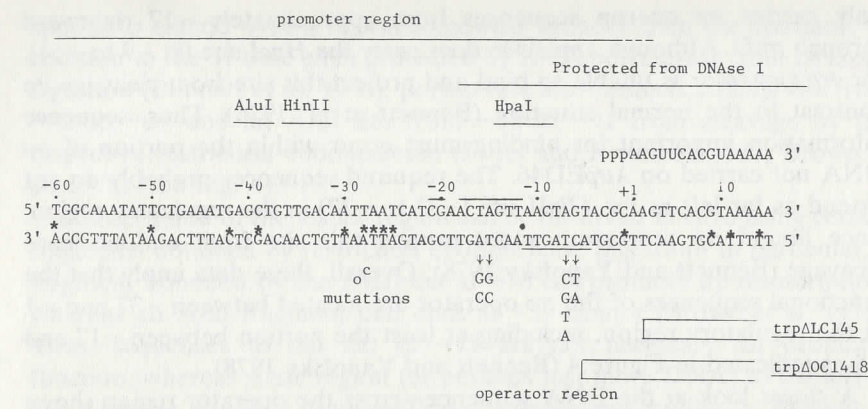 promoter region
Protected from DNAse I
AluI HinII HpaI
pppAAGUUCACGUAAAAA 3'
-60 -50 -40 -30 -20 -10 +1 10
5' TGGCAAATATTCTGAAATGAGCTGTTGACAATTAATCATCGAACTAGTTAACTAGTACGCAAGTTCACGTAAAAA 3'
3' ACCGTTTATAAGACTTTACTCGACAACTGTTAATTAGTAGCTTGATCAATTGATCATGCGTTCAAGTGCATTTTT 5'
↓↓ ↓↓
oc GG CT
mutations CC GA
T T
A
trpΔLC145
trpΔOC1418
operator region